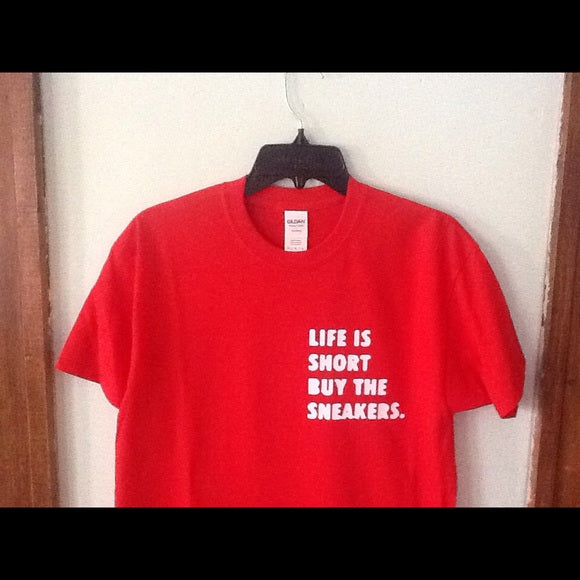 GILDAN
LIFE IS
SHORT
BUY THE
SNEAKERS.